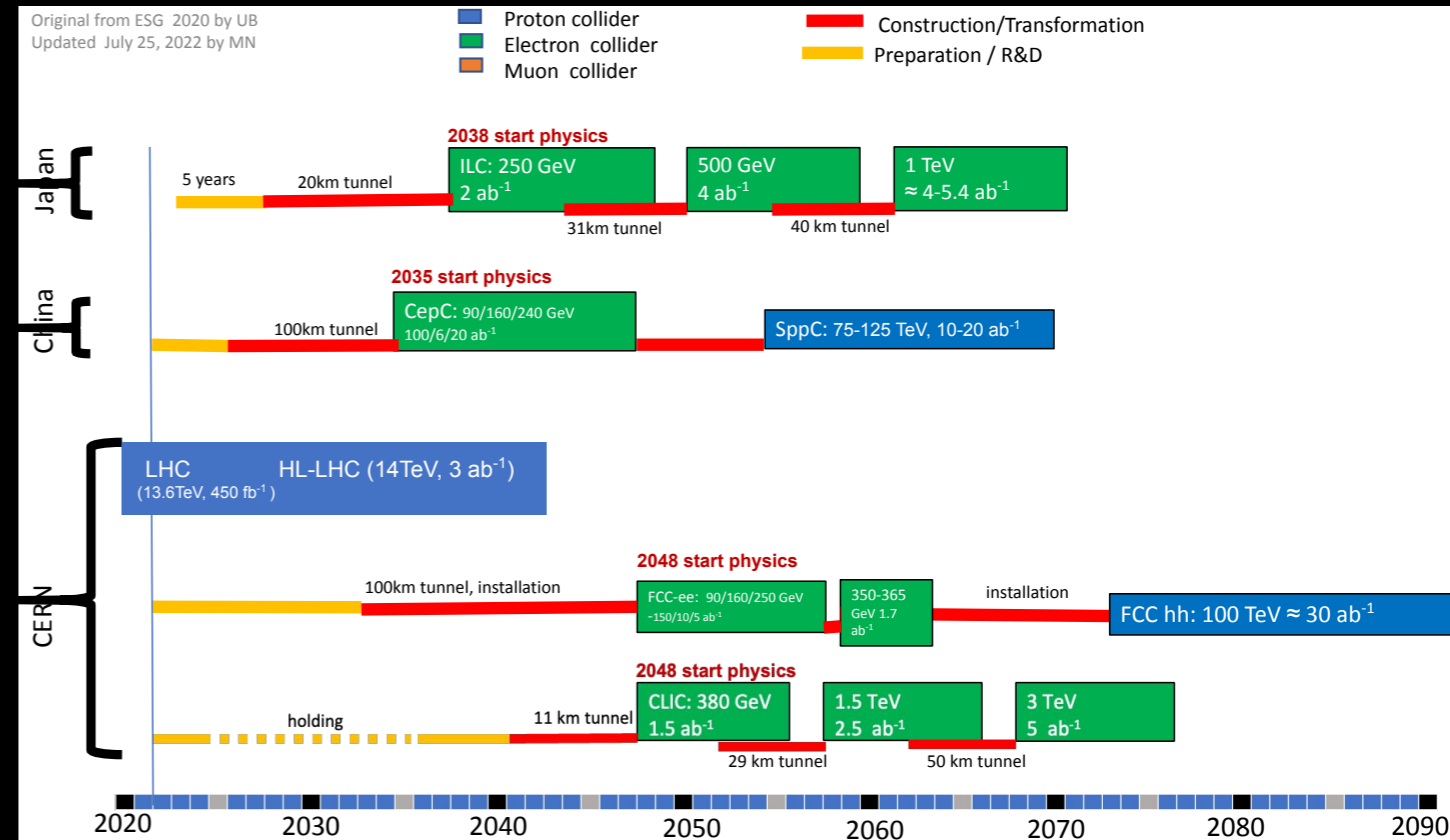 Original from ESG 2020 by UB
Updated July 25, 2022 by MN
Proton collider
Electron collider
Muon collider
Construction/Transformation
Preparation / R&D
Japan
2038 start physics
5 years
20km tunnel
ILC: 250 GeV
2 ab⁻¹
500 GeV
4 ab⁻¹
1 TeV
≈ 4-5.4 ab⁻¹
31km tunnel
40 km tunnel
China
2035 start physics
100km tunnel
CepC: 90/160/240 GeV
100/6/20 ab⁻¹
SppC: 75-125 TeV, 10-20 ab⁻¹
CERN
LHC
(13.6TeV, 450 fb⁻¹ )
HL-LHC (14TeV, 3 ab⁻¹)
2048 start physics
100km tunnel, installation
FCC-ee: 90/160/250 GeV
~150/10/5 ab⁻¹
350-365
GeV 1.7
ab⁻¹
installation
FCC hh: 100 TeV ≈ 30 ab⁻¹
2048 start physics
holding
11 km tunnel
CLIC: 380 GeV
1.5 ab⁻¹
1.5 TeV
2.5 ab⁻¹
3 TeV
5 ab⁻¹
29 km tunnel
50 km tunnel
2020 2030 2040 2050 2060 2070 2080 2090